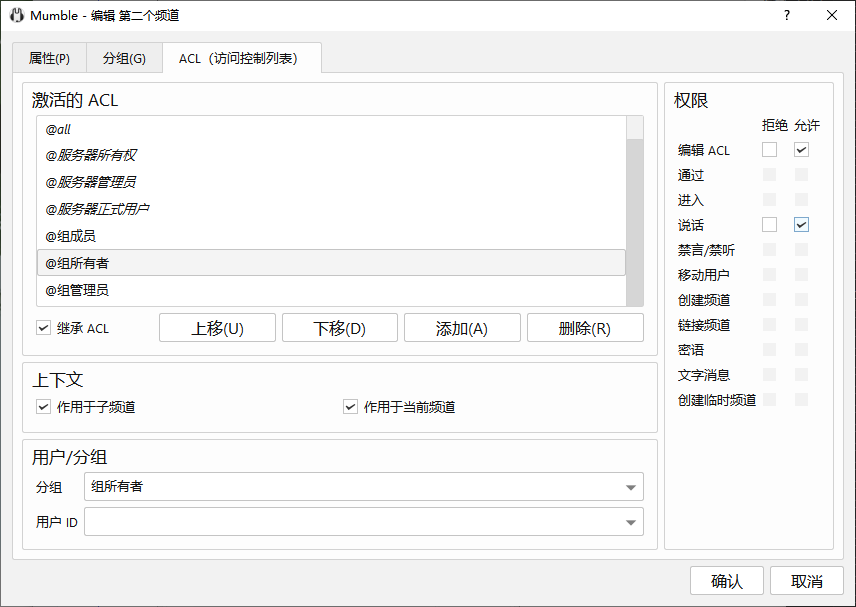 Mumble - 编辑 第二个频道
?
属性(P) 分组(G) ACL（访问控制列表）
激活的 ACL
@all
@服务器所有权
@服务器管理员
@服务器正式用户
@组成员
@组所有者
@组管理员
继承 ACL 上移(U) 下移(D) 添加(A) 删除(R)
上下文
作用于子频道 作用于当前频道
用户/分组
分组 组所有者
用户 ID
权限
拒绝 允许
编辑 ACL
通过
进入
说话
禁言/禁听
移动用户
创建频道
链接频道
密语
文字消息
创建临时频道
确认 取消